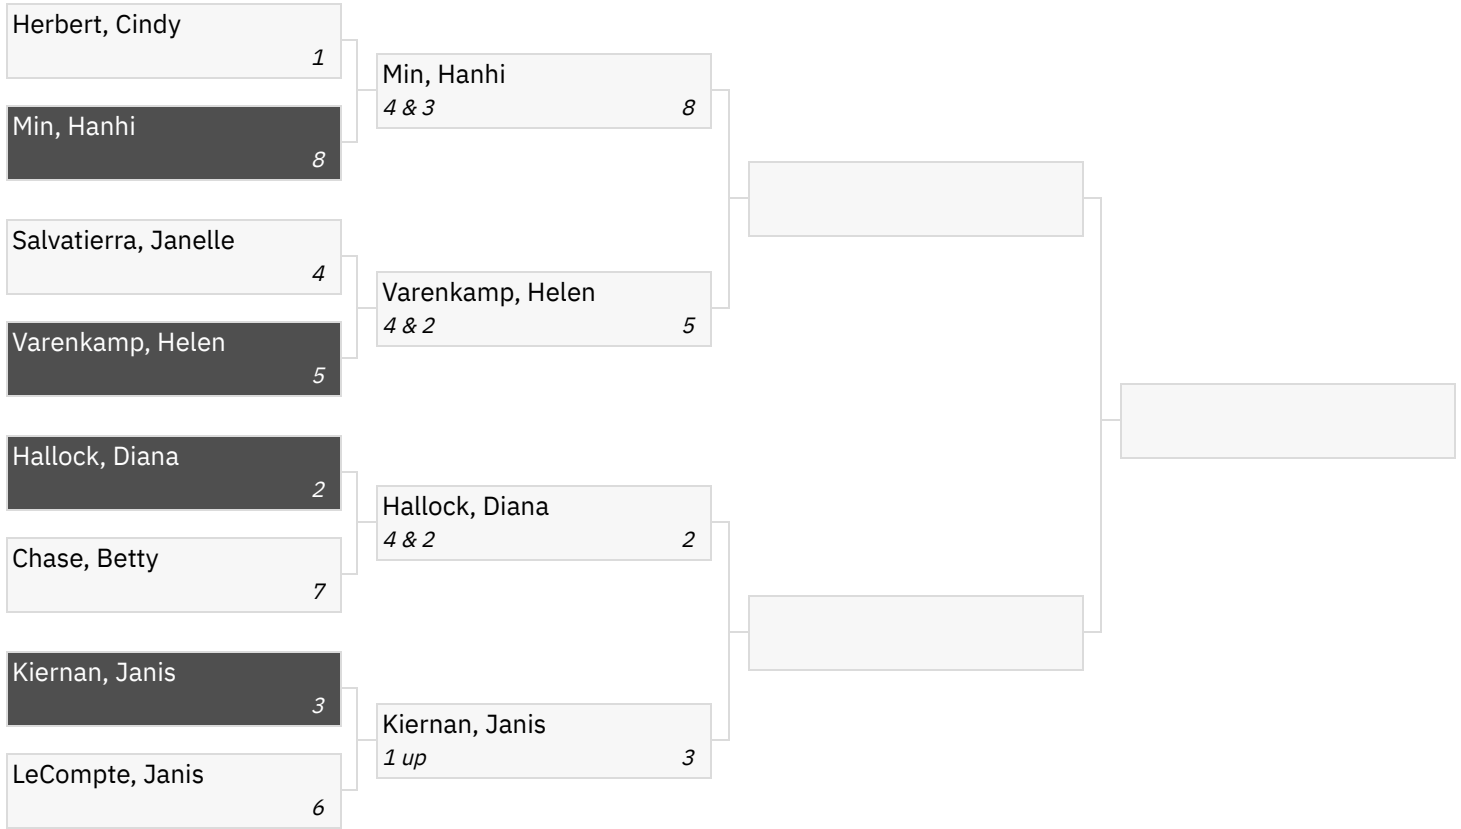 Herbert, Cindy
1
Min, Hanhi
8
Salvatierra, Janelle
4
Varenkamp, Helen
5
Hallock, Diana
2
Chase, Betty
7
Kiernan, Janis
3
LeCompte, Janis
6
Min, Hanhi
4 & 3 8
Varenkamp, Helen
4 & 2 5
Hallock, Diana
4 & 2 2
Kiernan, Janis
1 up 3